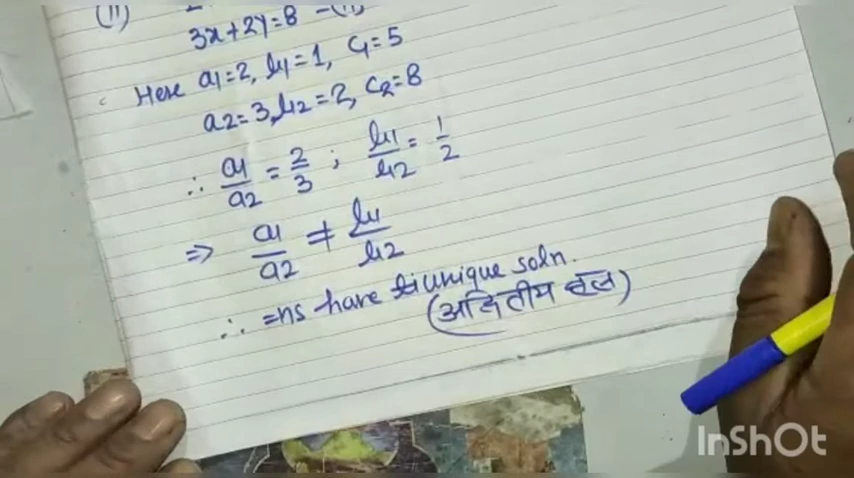 (ii)
3x+2y=8 -(ii)
Here a1=2, b1=1, c1=5
a2=3, b2=2, c2=8
∴ a1/a2 = 2/3 ; b1/b2 = 1/2
⇒ a1/a2 ≠ b1/b2
∴ =ns have unique soln.
(अद्वितीय हल)
InShOt